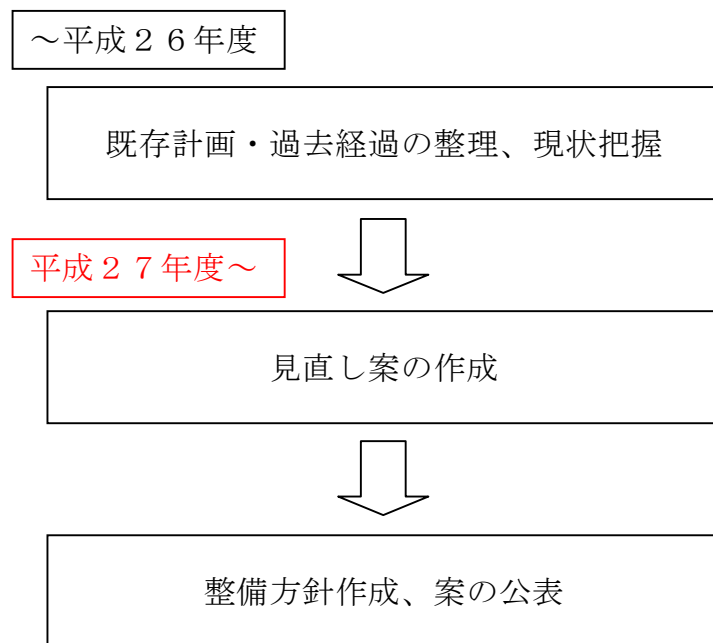 ～平成２６年度
既存計画・過去経過の整理、現状把握
平成２７年度～
見直し案の作成
整備方針作成、案の公表